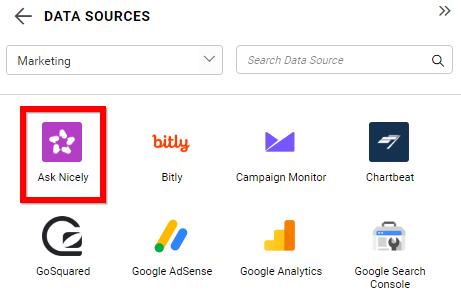 DATA SOURCES
Marketing
Search Data Source
bitly
Ask Nicely
Bitly
Campaign Monitor
Chartbeat
GoSquared
Google AdSense
Google Analytics
Google Search
Console